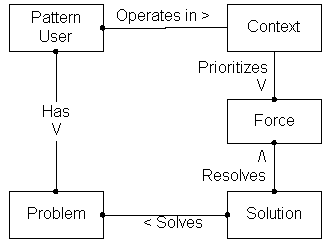 Pattern
User
Operates in >
Context
Prioritizes
V
Has
V
Force
Λ
Resolves
Problem
< Solves
Solution